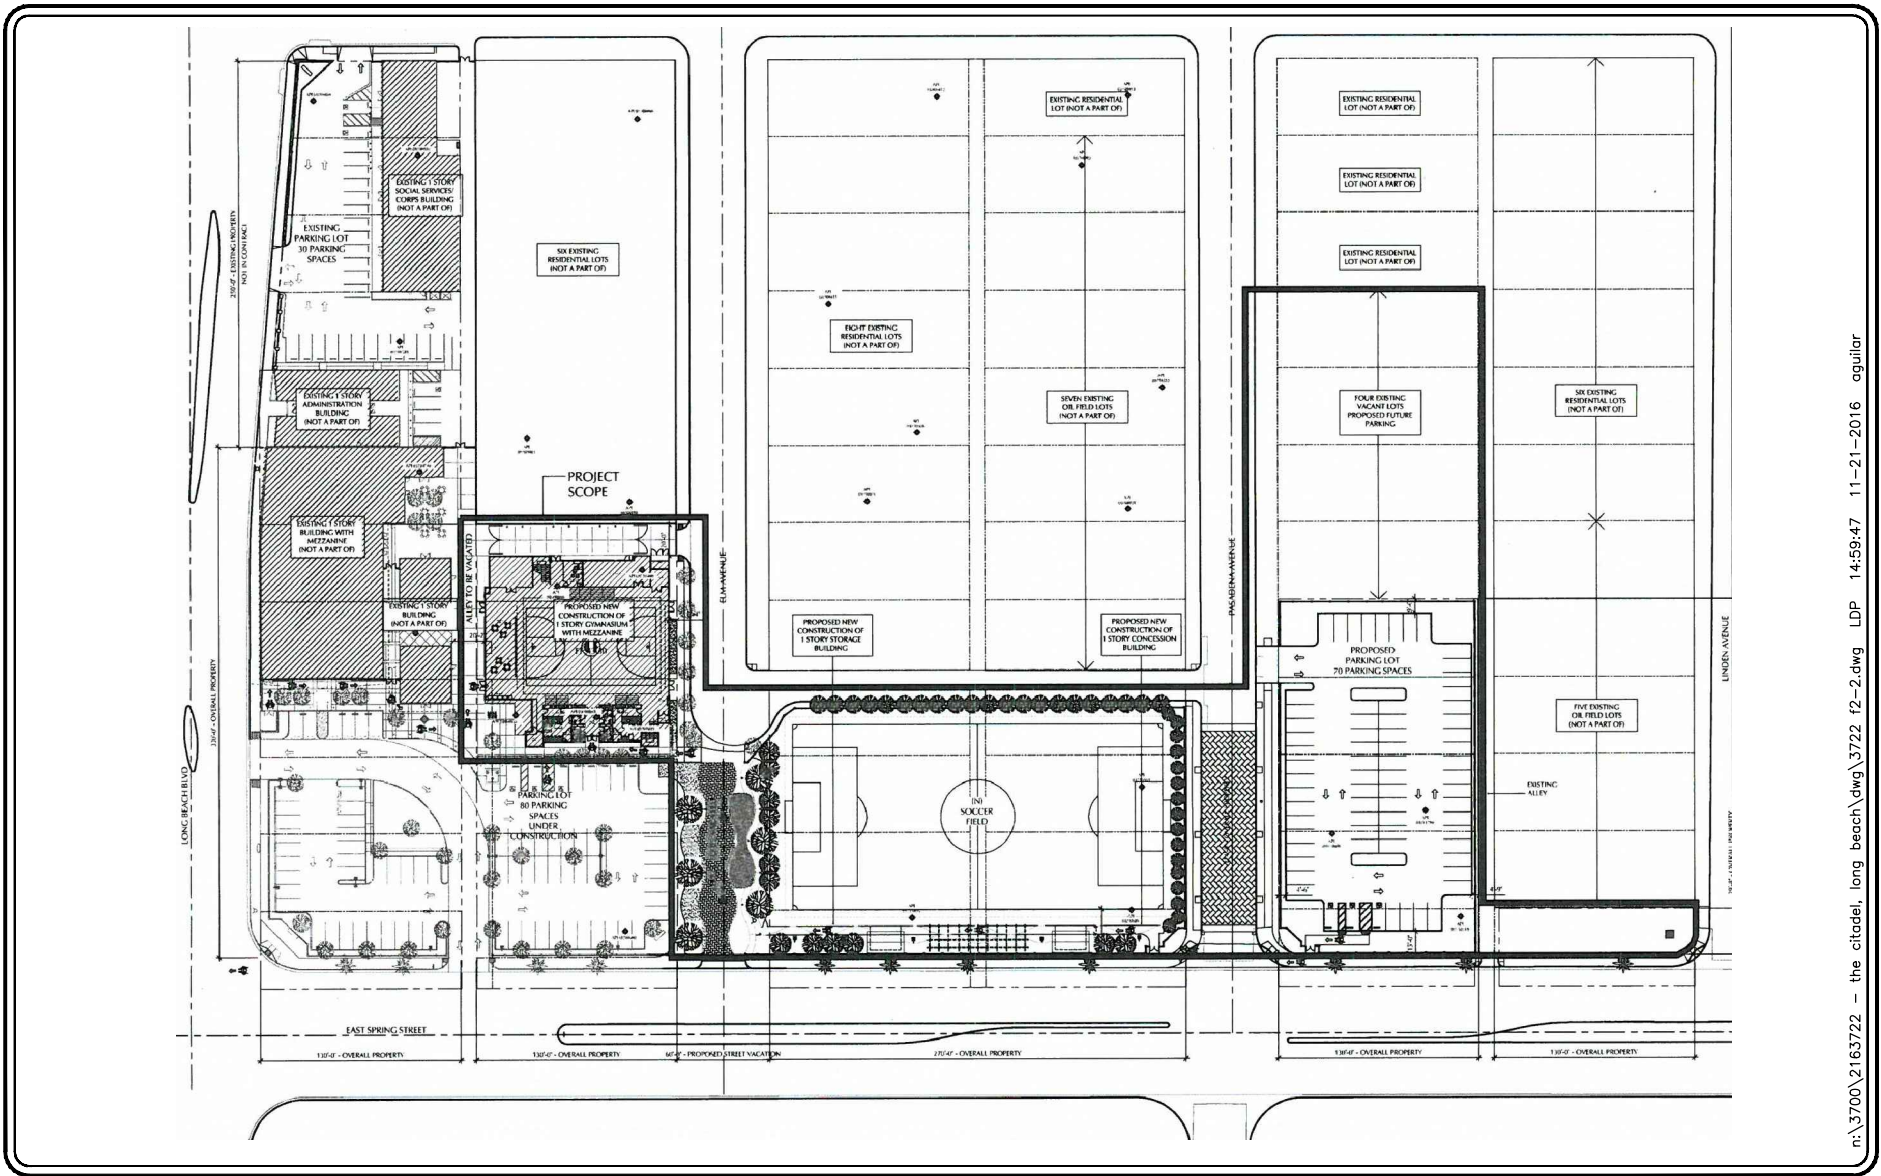 EXISTING RESIDENTIAL
LOT (NOT A PART OF)
EXISTING RESIDENTIAL
LOT (NOT A PART OF)
EXISTING RESIDENTIAL
LOT (NOT A PART OF)
EXISTING RESIDENTIAL
LOT (NOT A PART OF)
EXISTING 1 STORY
SOCIAL SERVICES/
CORPS BUILDING
(NOT A PART OF)
EXISTING
PARKING LOT
30 PARKING
SPACES
250'-0" - EXISTING PROPERTY
NOT IN CONTRACT
SIX EXISTING
RESIDENTIAL LOTS
(NOT A PART OF)
EIGHT EXISTING
RESIDENTIAL LOTS
(NOT A PART OF)
EXISTING 1 STORY
ADMINISTRATION
BUILDING
(NOT A PART OF)
SEVEN EXISTING
OIL FIELD LOTS
(NOT A PART OF)
FOUR EXISTING
VACANT LOTS
PROPOSED FUTURE
PARKING
SIX EXISTING
RESIDENTIAL LOTS
(NOT A PART OF)
PROJECT
SCOPE
EXISTING 1 STORY
BUILDING WITH
MEZZANINE
(NOT A PART OF)
ALLEY TO BE VACATED
ELM AVENUE
PASADENA AVENUE
LINDEN AVENUE
EXISTING 1 STORY
BUILDING
(NOT A PART OF)
PROPOSED NEW
CONSTRUCTION OF
1 STORY GYMNASIUM
WITH MEZZANINE
PROPOSED NEW
CONSTRUCTION OF
1 STORY STORAGE
BUILDING
PROPOSED NEW
CONSTRUCTION OF
1 STORY CONCESSION
BUILDING
PROPOSED
PARKING LOT
70 PARKING SPACES
FIVE EXISTING
OIL FIELD LOTS
(NOT A PART OF)
EXISTING
ALLEY
PARKING LOT
80 PARKING
SPACES
UNDER
CONSTRUCTION
(N)
SOCCER
FIELD
LONG BEACH BLVD
OVERALL PROPERTY
EAST SPRING STREET
130'-0" - OVERALL PROPERTY
130'-0" - OVERALL PROPERTY
60'-0" - PROPOSED STREET VACATION
270'-0" - OVERALL PROPERTY
130'-0" - OVERALL PROPERTY
130'-0" - OVERALL PROPERTY
n:\3700\2163722 - the citadel, long beach\dwg\3722 f2-2.dwg LDP 14:59:47 11-21-2016 aguilar